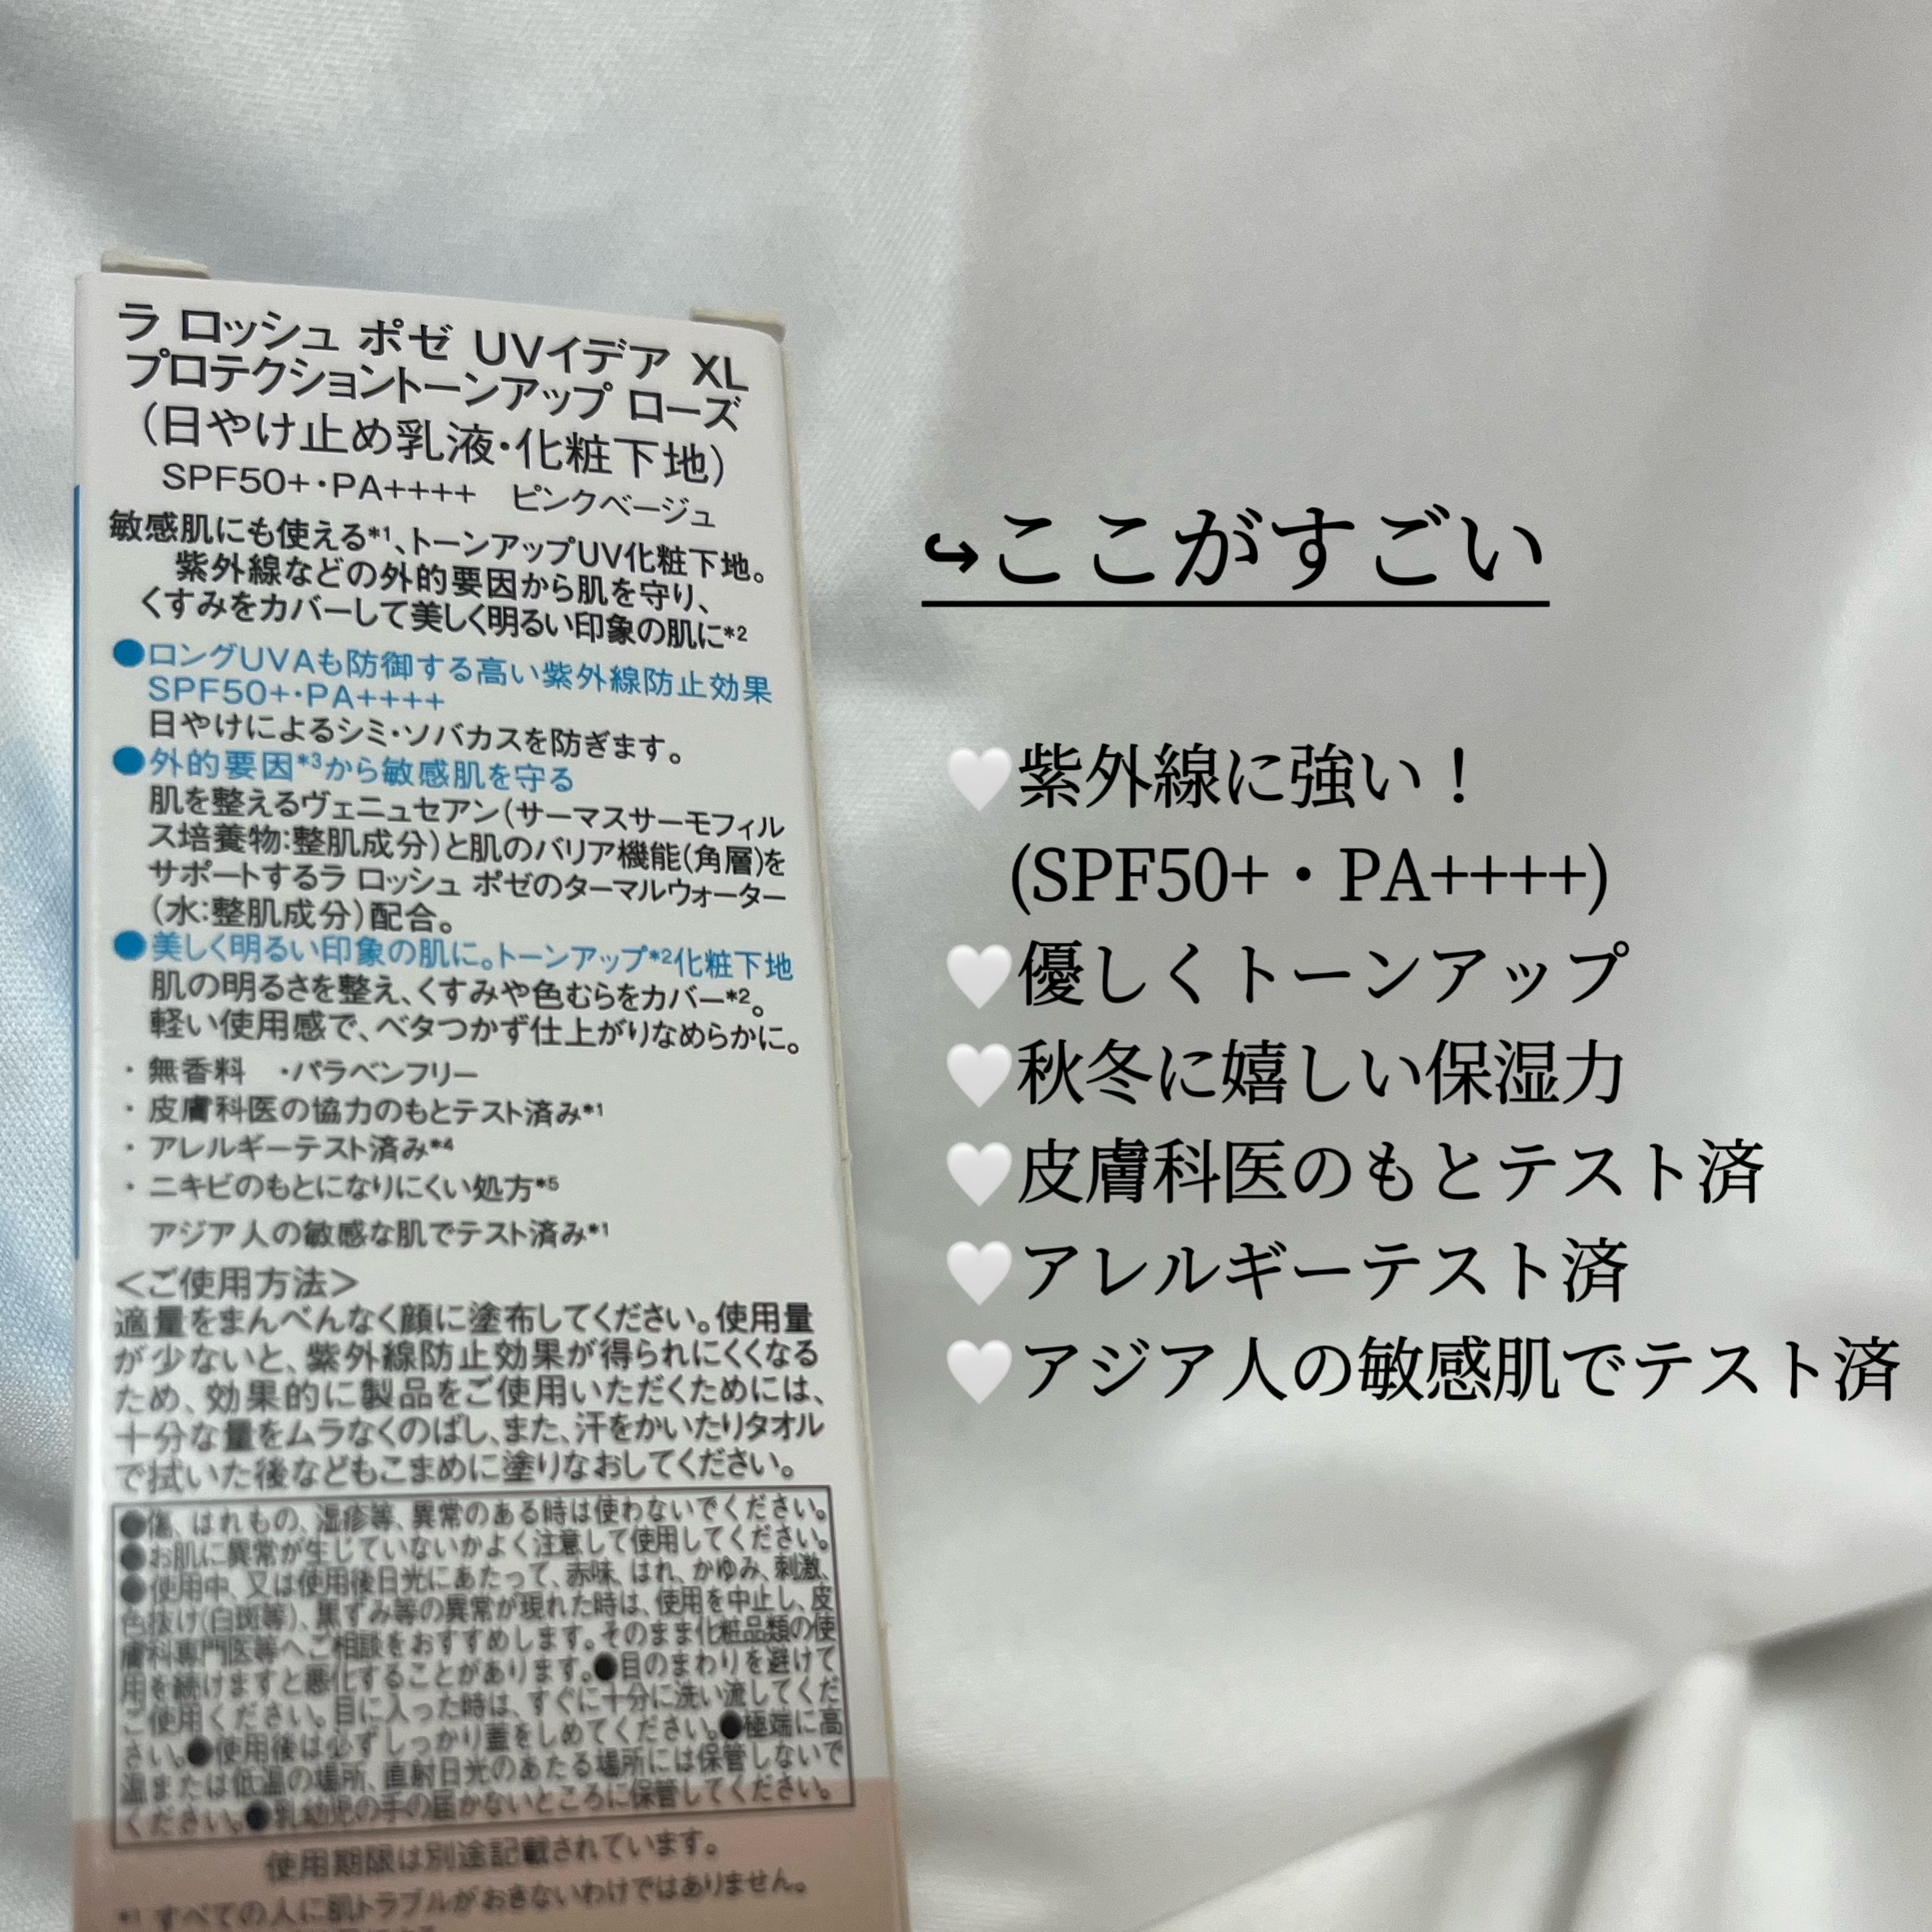 ラ ロッシュ ポゼ UVイデア XL
プロテクショントーンアップ ローズ
(日やけ止め乳液・化粧下地)
SPF50+・PA++++ ピンクベージュ
敏感肌にも使える*1、トーンアップUV化粧下地。
紫外線などの外的要因から肌を守り、
くすみをカバーして美しく明るい印象の肌に*2
●ロングUVAも防御する高い紫外線防止効果
SPF50+・PA++++
日やけによるシミ・ソバカスを防ぎます。
●外的要因*3から敏感肌を守る
肌を整えるヴェニュセアン(サーマスサーモフィル
ス培養物:整肌成分)と肌のバリア機能(角層)を
サポートするラ ロッシュ ポゼのターマルウォーター
(水:整肌成分)配合。
●美しく明るい印象の肌に。トーンアップ*2化粧下地
肌の明るさを整え、くすみや色むらをカバー*2。
軽い使用感で、ベタつかず仕上がりなめらかに。
・無香料 ・パラベンフリー
・皮膚科医の協力のもとテスト済み*1
・アレルギーテスト済み*4
・ニキビのもとになりにくい処方*5
アジア人の敏感な肌でテスト済み*1
<ご使用方法>
適量をまんべんなく顔に塗布してください。使用量
が少ないと、紫外線防止効果が得られにくくなる
ため、効果的に製品をご使用いただくためには、
十分な量をムラなくのばし、また、汗をかいたりタオル
で拭いた後などもこまめに塗りなおしてください。
●傷、はれもの、湿疹等、異常のある時は使わないでください。
●お肌に異常が生じていないかよく注意して使用してください。
●使用中、又は使用後日光にあたって、赤味、はれ、かゆみ、刺激、
色抜け(白斑等)、黒ずみ等の異常が現れた時は、使用を中止し、皮
膚科専門医等へご相談をおすすめします。そのまま化粧品類の使
用を続けますと悪化することがあります。●目のまわりを避けて
ご使用ください。目に入った時は、すぐに十分に洗い流してくだ
さい。●使用後は必ずしっかり蓋をしめてください。●極端に高
温または低温の場所、直射日光のあたる場所には保管しないで
ください。●乳幼児の手の届かないところに保管してください。
使用期限は別途記載されています。
*1 すべての人に肌トラブルがおきないわけではありません。
↪ここがすごい
🤍紫外線に強い！
(SPF50+・PA++++)
🤍優しくトーンアップ
🤍秋冬に嬉しい保湿力
🤍皮膚科医のもとテスト済
🤍アレルギーテスト済
🤍アジア人の敏感肌でテスト済